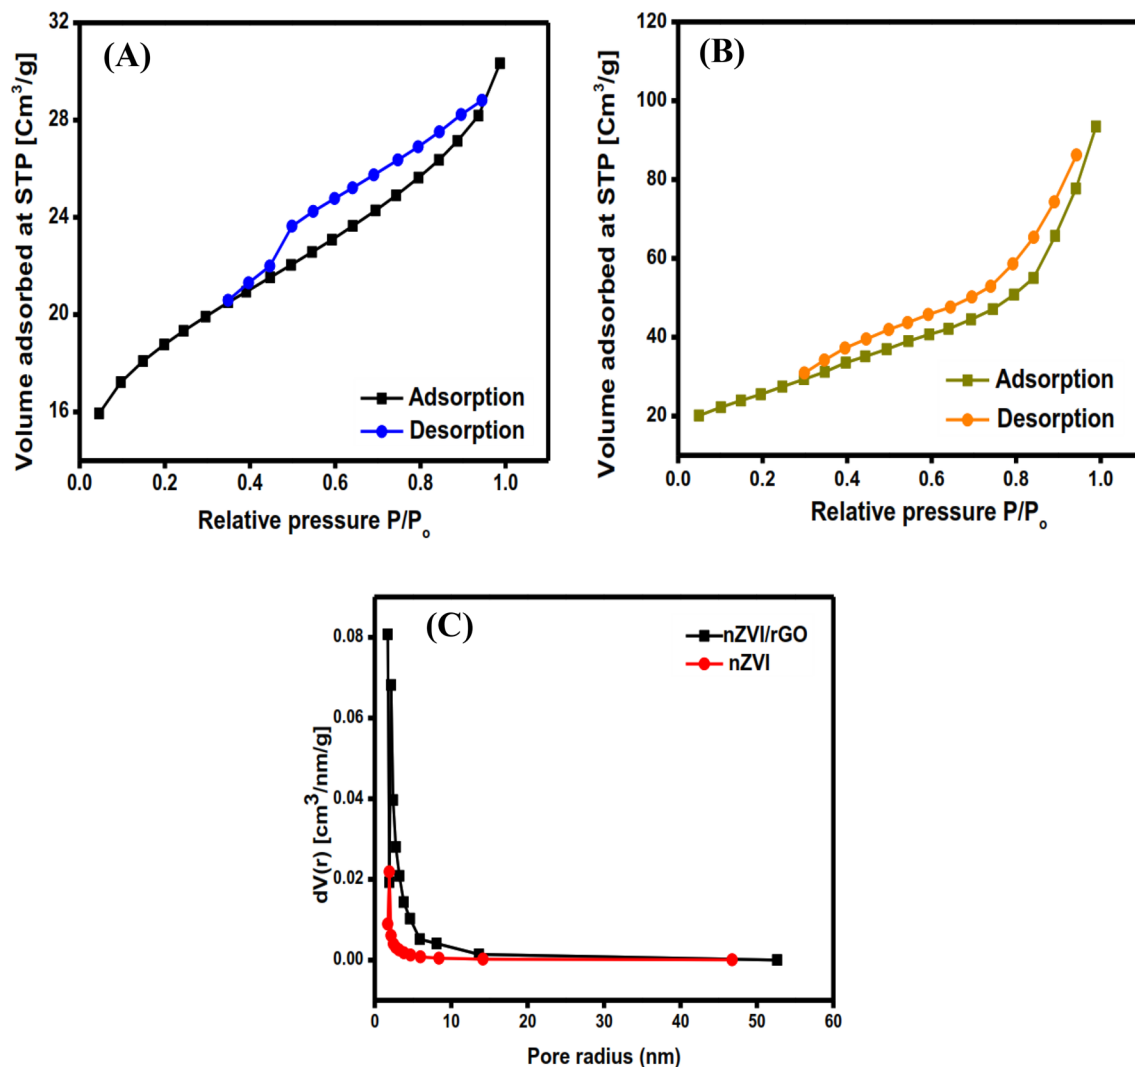 (A)
Volume adsorbed at STP [Cm³/g]
32
28
24
20
16
0.0 0.2 0.4 0.6 0.8 1.0
Relative pressure P/Pₒ
Adsorption
Desorption
(B)
Volume adsorbed at STP [Cm³/g]
120
100
80
60
40
20
0.0 0.2 0.4 0.6 0.8 1.0
Relative pressure P/Pₒ
Adsorption
Desorption
(C)
dV(r) [cm³/nm/g]
0.08
0.06
0.04
0.02
0.00
0 10 20 30 40 50 60
Pore radius (nm)
nZVI/rGO
nZVI